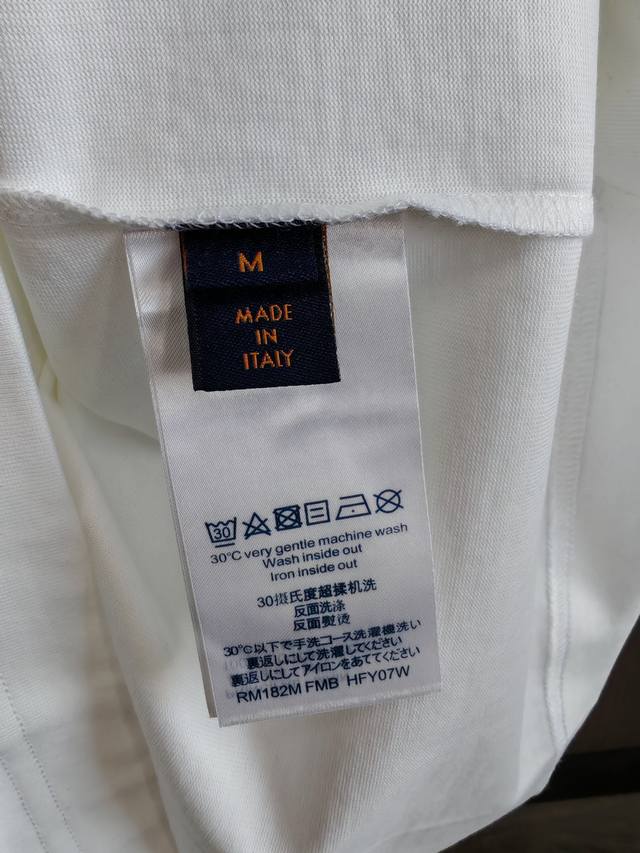 M
MADE
IN
ITALY
30
30°C very gentle machine wash
Wash inside out
Iron inside out
30摄氏度超揉机洗
反面洗涤
反面熨烫
30°C以下で手洗コース洗濯機洗い
裏返しにして洗濯してください
裏返しにしてアイロンをあててください
RM182M FMB HFY07W